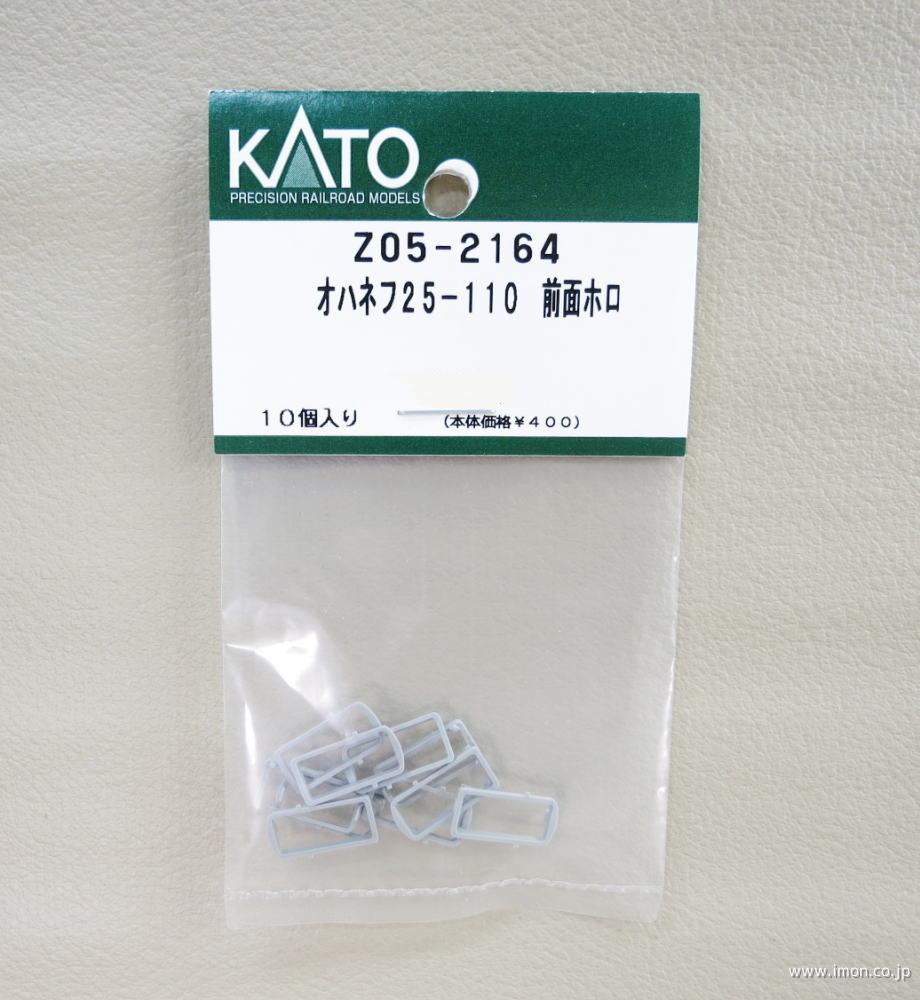 KATO
PRECISION RAILROAD MODELS
Z05-2164
オハネフ25-110 前面ホロ
10個入り (本体価格¥400)
www.imon.co.jp